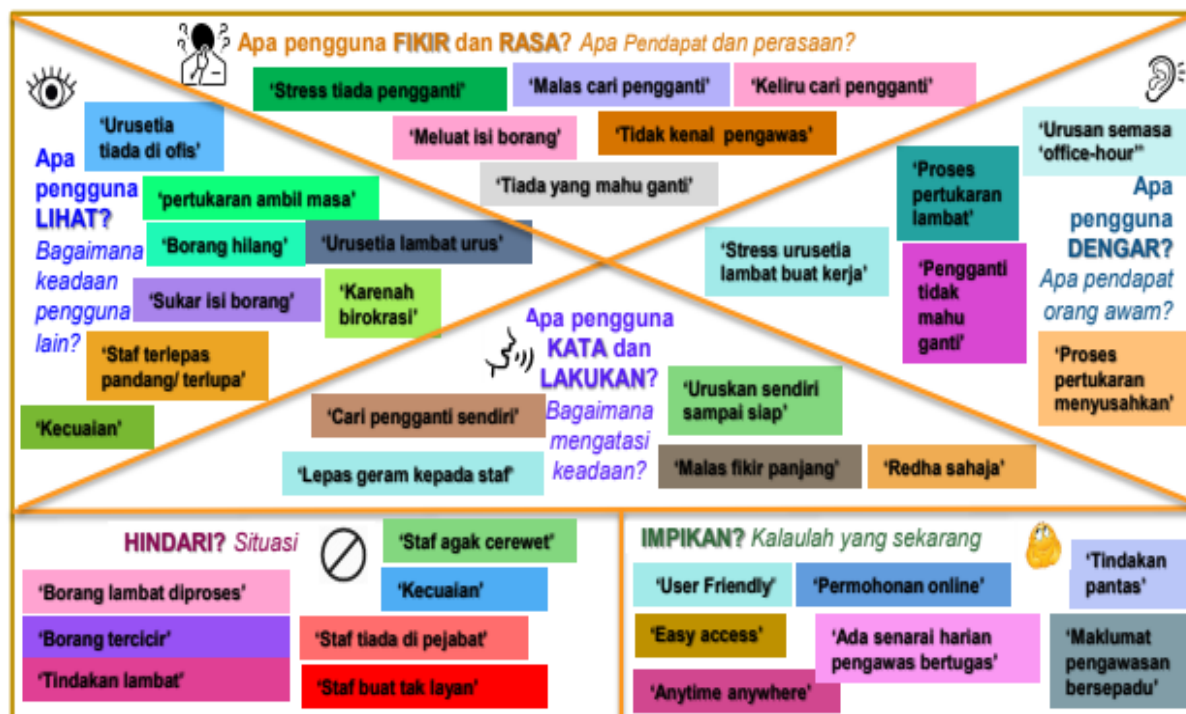 Apa pengguna FIKIR dan RASA? Apa Pendapat dan perasaan?
‘Stress tiada pengganti’
‘Malas cari pengganti’
‘Keliru cari pengganti’
‘Meluat isi borang’
‘Tidak kenal pengawas’
‘Tiada yang mahu ganti’
Apa
pengguna
LIHAT?
Bagaimana
keadaan
pengguna
lain?
‘Urusetia
tiada di ofis’
‘pertukaran ambil masa’
‘Borang hilang’
‘Urusetia lambat urus’
‘Sukar isi borang’
‘Karenah
birokrasi’
‘Staf terlepas
pandang/ terlupa’
‘Kecuaian’
‘Urusan semasa
‘office-hour’’
Apa
pengguna
DENGAR?
Apa pendapat
orang awam?
‘Proses
pertukaran
lambat’
‘Stress urusetia
lambat buat kerja’
‘Pengganti
tidak
mahu
ganti’
‘Proses
pertukaran
menyusahkan’
Apa pengguna
KATA dan
LAKUKAN?
Bagaimana
mengatasi
keadaan?
‘Uruskan sendiri
sampai siap’
‘Cari pengganti sendiri’
‘Lepas geram kepada staf’
‘Malas fikir panjang’
‘Redha sahaja’
HINDARI? Situasi
‘Staf agak cerewet’
‘Borang lambat diproses’
‘Kecuaian’
‘Borang tercicir’
‘Staf tiada di pejabat’
‘Tindakan lambat’
‘Staf buat tak layan’
IMPIKAN? Kalaulah yang sekarang
‘User Friendly’
‘Permohonan online’
‘Tindakan
pantas’
‘Easy access’
‘Ada senarai harian
pengawas bertugas’
‘Maklumat
pengawasan
bersepadu’
‘Anytime anywhere’